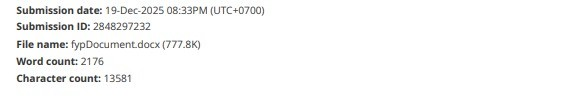 Submission date: 19-Dec-2025 08:33PM (UTC+0700)
Submission ID: 2848297232
File name: fypDocument.docx (777.8K)
Word count: 2176
Character count: 13581